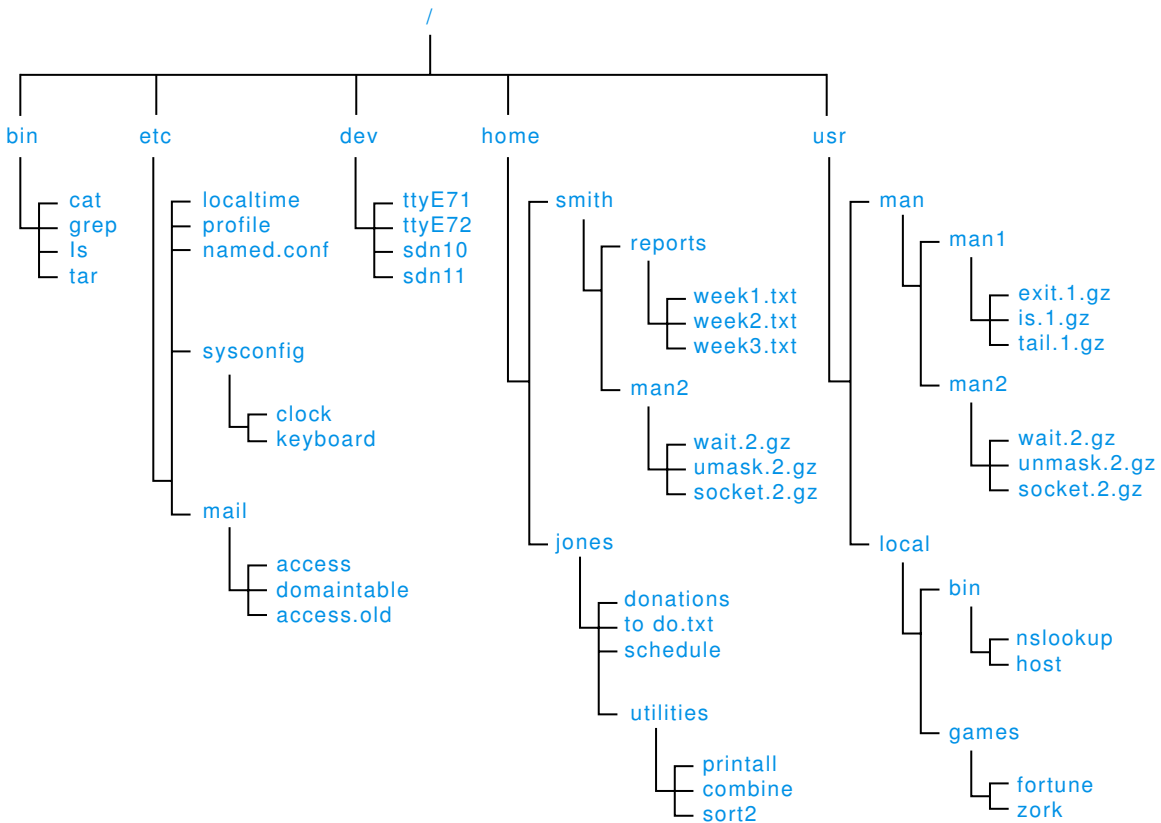 /
bin
etc
dev
home
usr
cat
grep
ls
tar
localtime
profile
named.conf
sysconfig
clock
keyboard
mail
access
domaintable
access.old
ttyE71
ttyE72
sdn10
sdn11
smith
reports
week1.txt
week2.txt
week3.txt
man2
wait.2.gz
umask.2.gz
socket.2.gz
jones
donations
to do.txt
schedule
utilities
printall
combine
sort2
man
man1
exit.1.gz
is.1.gz
tail.1.gz
man2
wait.2.gz
unmask.2.gz
socket.2.gz
local
bin
nslookup
host
games
fortune
zork